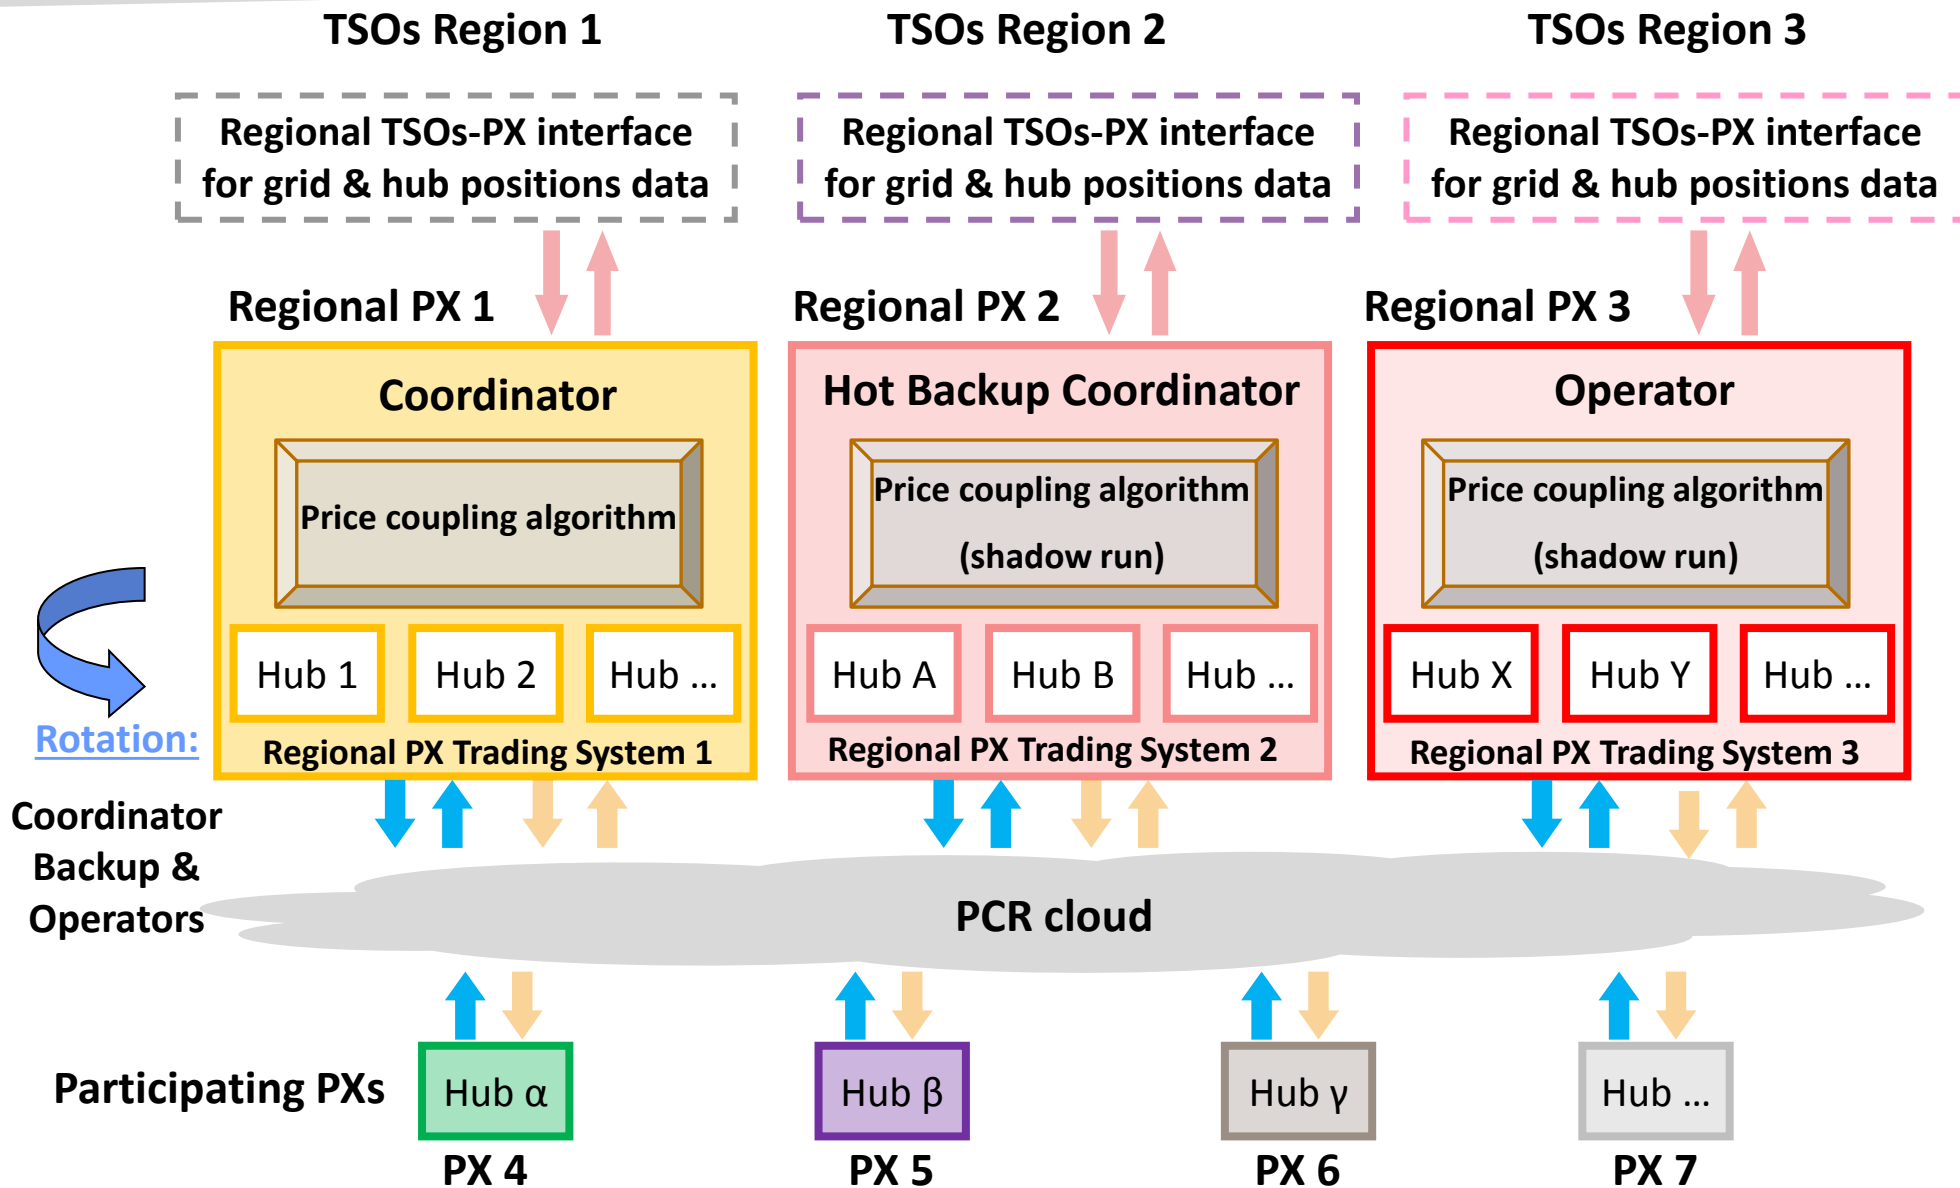 TSOs Region 1
TSOs Region 2
TSOs Region 3
Regional TSOs-PX interface
for grid & hub positions data
Regional TSOs-PX interface
for grid & hub positions data
Regional TSOs-PX interface
for grid & hub positions data
Regional PX 1
Regional PX 2
Regional PX 3
Coordinator
Price coupling algorithm
Hub 1
Hub 2
Hub ...
Regional PX Trading System 1
Hot Backup Coordinator
Price coupling algorithm
(shadow run)
Hub A
Hub B
Hub ...
Regional PX Trading System 2
Operator
Price coupling algorithm
(shadow run)
Hub X
Hub Y
Hub ...
Regional PX Trading System 3
Rotation:
Coordinator
Backup &
Operators
PCR cloud
Participating PXs
Hub α
Hub β
Hub γ
Hub ...
PX 4
PX 5
PX 6
PX 7